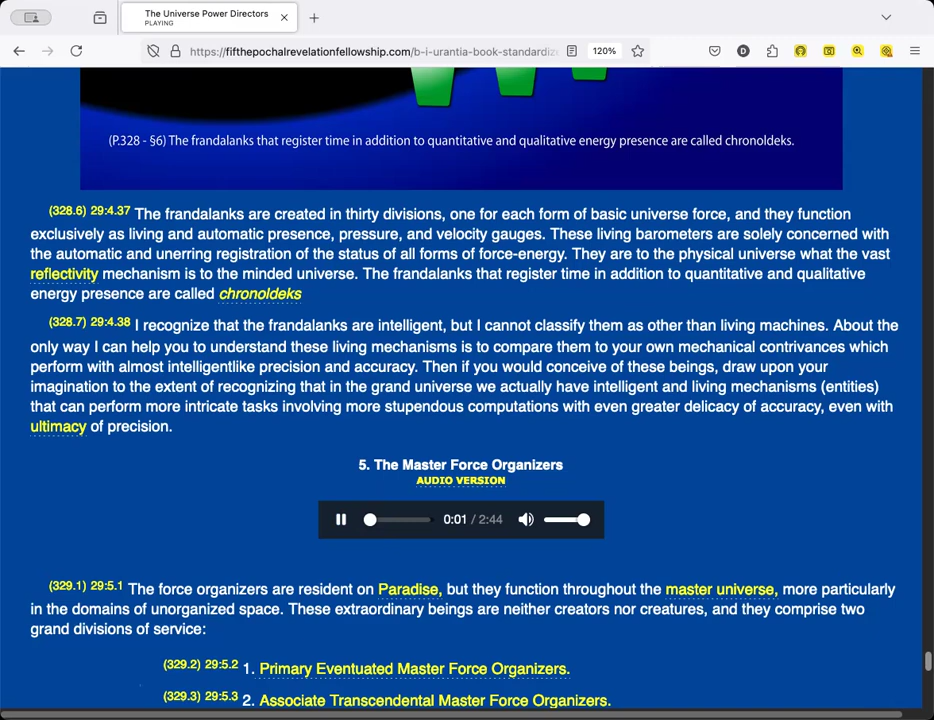 The Universe Power Directors
PLAYING
https://fifthepochalrevelationfellowship.com/b-i-urantia-book-standardize
120%
D
(P.328 - §6) The frandalanks that register time in addition to quantitative and qualitative energy presence are called chronoldeks.
(328.6) 29:4.37 The frandalanks are created in thirty divisions, one for each form of basic universe force, and they function
exclusively as living and automatic presence, pressure, and velocity gauges. These living barometers are solely concerned with
the automatic and unerring registration of the status of all forms of force-energy. They are to the physical universe what the vast
reflectivity mechanism is to the minded universe. The frandalanks that register time in addition to quantitative and qualitative
energy presence are called chronoldeks
(328.7) 29:4.38 I recognize that the frandalanks are intelligent, but I cannot classify them as other than living machines. About the
only way I can help you to understand these living mechanisms is to compare them to your own mechanical contrivances which
perform with almost intelligentlike precision and accuracy. Then if you would conceive of these beings, draw upon your
imagination to the extent of recognizing that in the grand universe we actually have intelligent and living mechanisms (entities)
that can perform more intricate tasks involving more stupendous computations with even greater delicacy of accuracy, even with
ultimacy of precision.
5. The Master Force Organizers
AUDIO VERSION
0:01 / 2:44
(329.1) 29:5.1 The force organizers are resident on Paradise, but they function throughout the master universe, more particularly
in the domains of unorganized space. These extraordinary beings are neither creators nor creatures, and they comprise two
grand divisions of service:
(329.2) 29:5.2 1. Primary Eventuated Master Force Organizers.
(329.3) 29:5.3 2. Associate Transcendental Master Force Organizers.